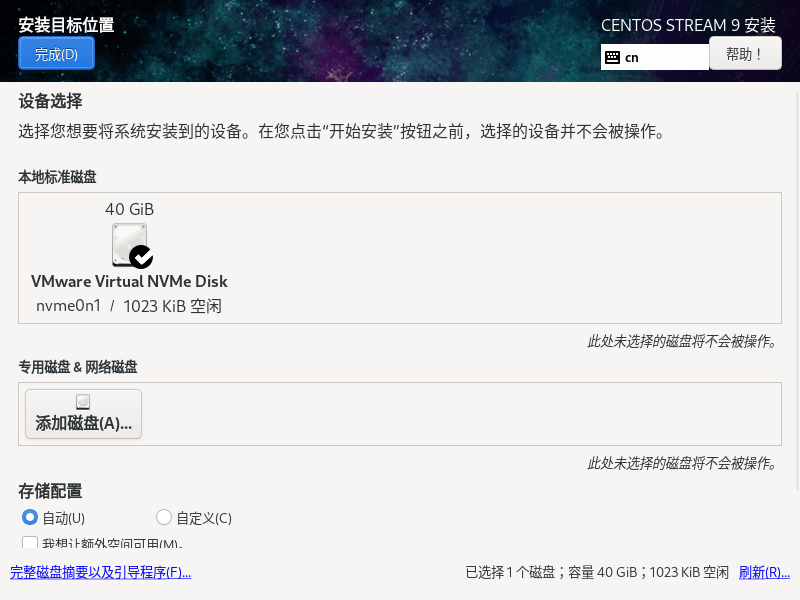 安装目标位置
CENTOS STREAM 9 安装
完成(D)
cn
帮助！
设备选择
选择您想要将系统安装到的设备。在您点击“开始安装”按钮之前，选择的设备并不会被操作。
本地标准磁盘
40 GiB
VMware Virtual NVMe Disk
nvme0n1 / 1023 KiB 空闲
此处未选择的磁盘将不会被操作。
专用磁盘 & 网络磁盘
添加磁盘(A)...
此处未选择的磁盘将不会被操作。
存储配置
自动(U) 自定义(C)
我想让额外空间可用(M)。
完整磁盘摘要以及引导程序(F)...
已选择 1 个磁盘；容量 40 GiB；1023 KiB 空闲 刷新(R)...